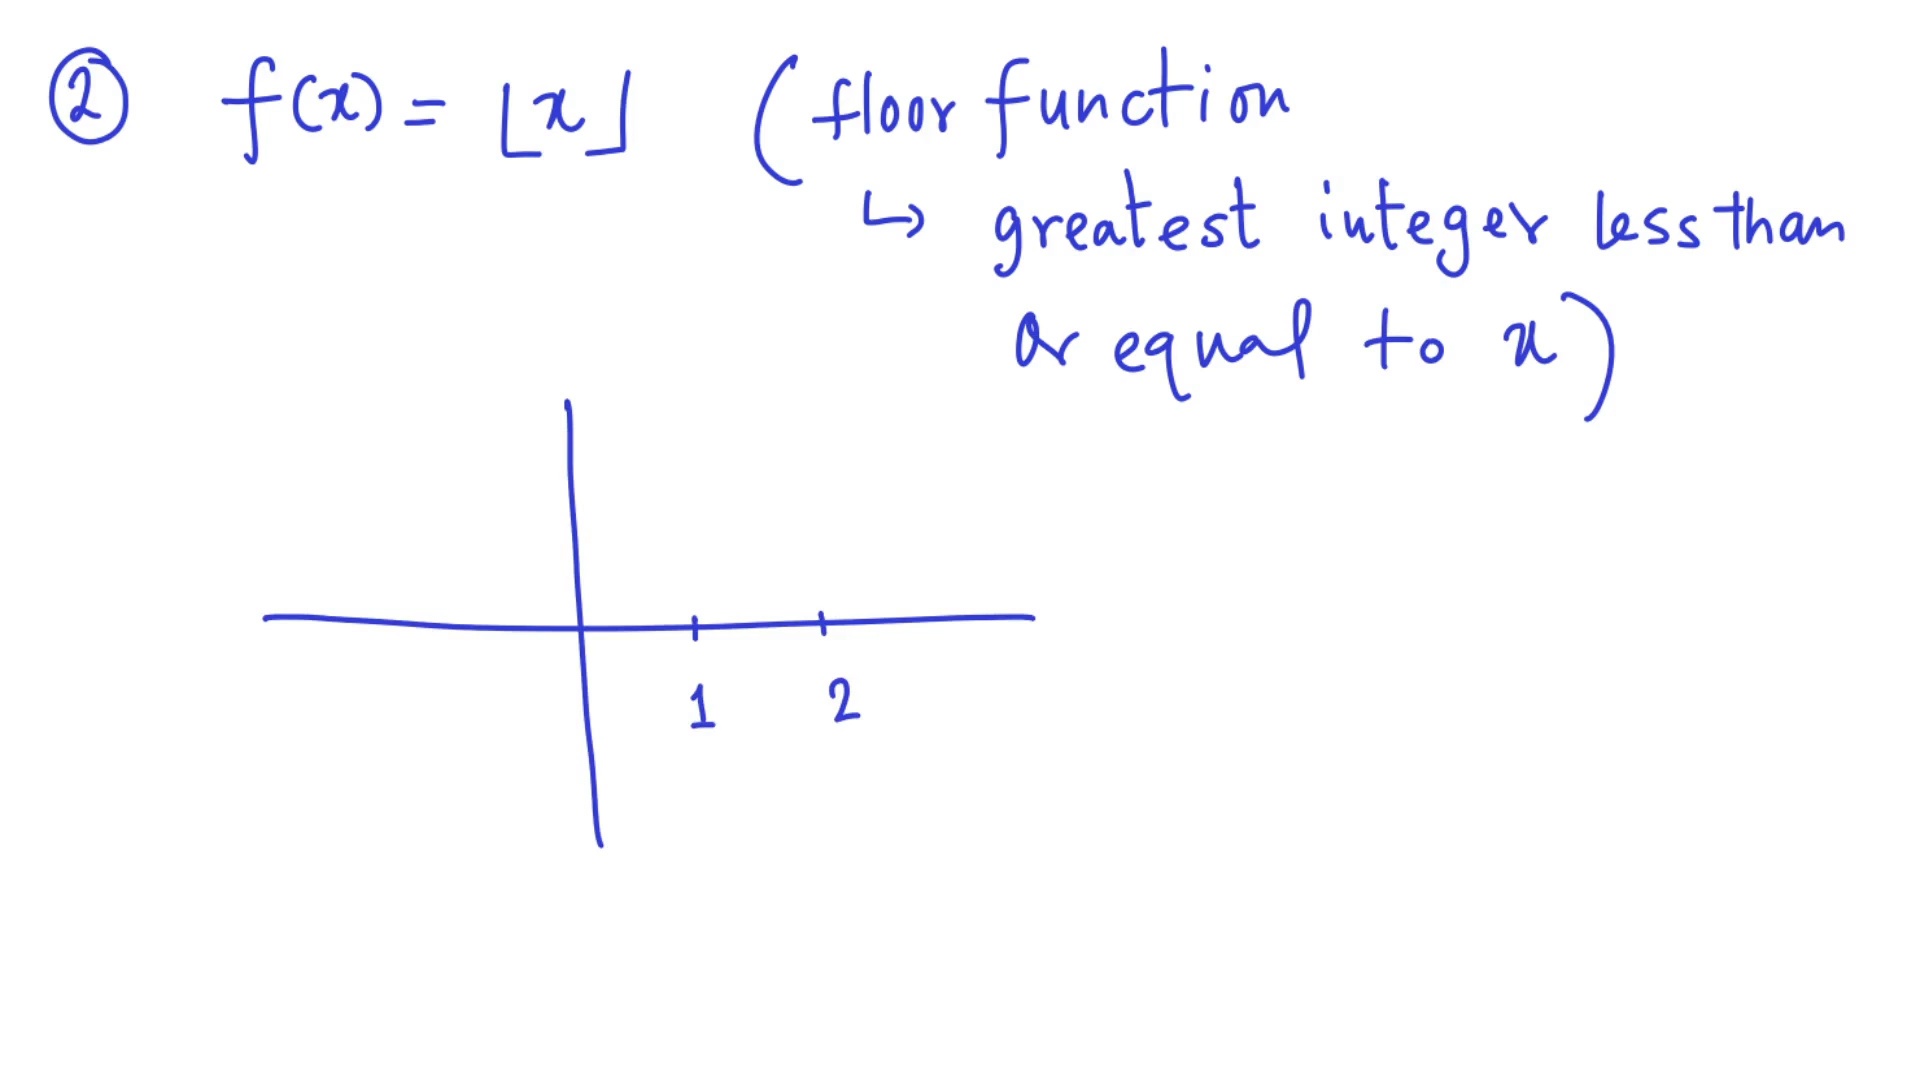 ② f(x) = ⌊x⌋ (floor function
↳ greatest integer less than
or equal to x)
1 2